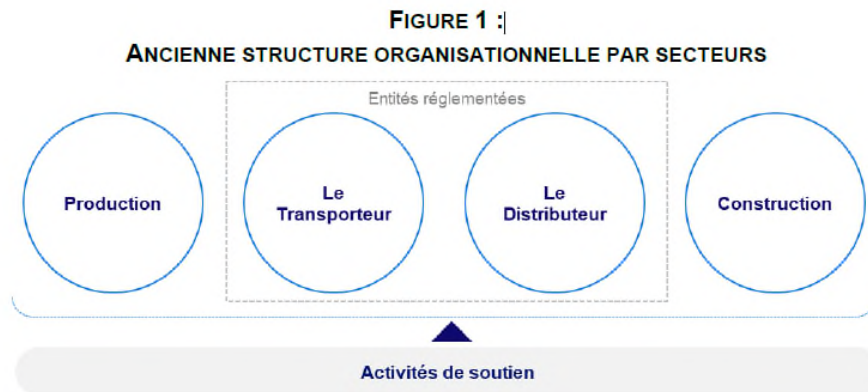 FIGURE 1 :
ANCIENNE STRUCTURE ORGANISATIONNELLE PAR SECTEURS
Entités réglementées
Production
Le
Transporteur
Le
Distributeur
Construction
Activités de soutien